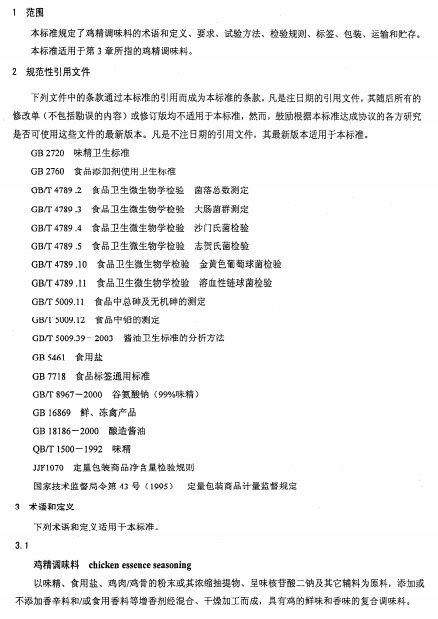 1 范围
本标准规定了鸡精调味料的术语和定义、要求、试验方法、检验规则、标签、包装、运输和贮存。
本标准适用于第 3 章所指的鸡精调味料。
2 规范性引用文件
下列文件中的条款通过本标准的引用而成为本标准的条款。凡是注日期的引用文件，其随后所有的
修改单（不包括勘误的内容）或修订版均不适用于本标准，然而，鼓励根据本标准达成协议的各方研究
是否可使用这些文件的最新版本。凡是不注日期的引用文件，其最新版本适用于本标准。
GB 2720 味精卫生标准
GB 2760 食品添加剂使用卫生标准
GB/T 4789 .2 食品卫生微生物学检验 菌落总数测定
GB/T 4789 .3 食品卫生微生物学检验 大肠菌群测定
GB/T 4789 .4 食品卫生微生物学检验 沙门氏菌检验
GB/T 4789 .5 食品卫生微生物学检验 志贺氏菌检验
GB/T 4789 .10 食品卫生微生物学检验 金黄色葡萄球菌检验
GB/T 4789 .11 食品卫生微生物学检验 溶血性链球菌检验
GB/T 5009.11 食品中总砷及无机砷的测定
GB/T 5009.12 食品中铅的测定
GB/T 5009.39－2003 酱油卫生标准的分析方法
GB 5461 食用盐
GB 7718 食品标签通用标准
GB/T 8967－2000 谷氨酸钠（99%味精）
GB 16869 鲜、冻禽产品
GB 18186－2000 酿造酱油
QB/T 1500－1992 味精
JJF1070 定量包装商品净含量检验规则
国家技术监督局令第 43 号（1995） 定量包装商品计量监督规定
3 术语和定义
下列术语和定义适用于本标准。
3.1
鸡精调味料 chicken essence seasoning
以味精、食用盐、鸡肉/鸡骨的粉末或其浓缩抽提物、呈味核苷酸二钠及其它辅料为原料，添加或
不添加香辛料和/或食用香料等增香剂经混合、干燥加工而成，具有鸡的鲜味和香味的复合调味料。